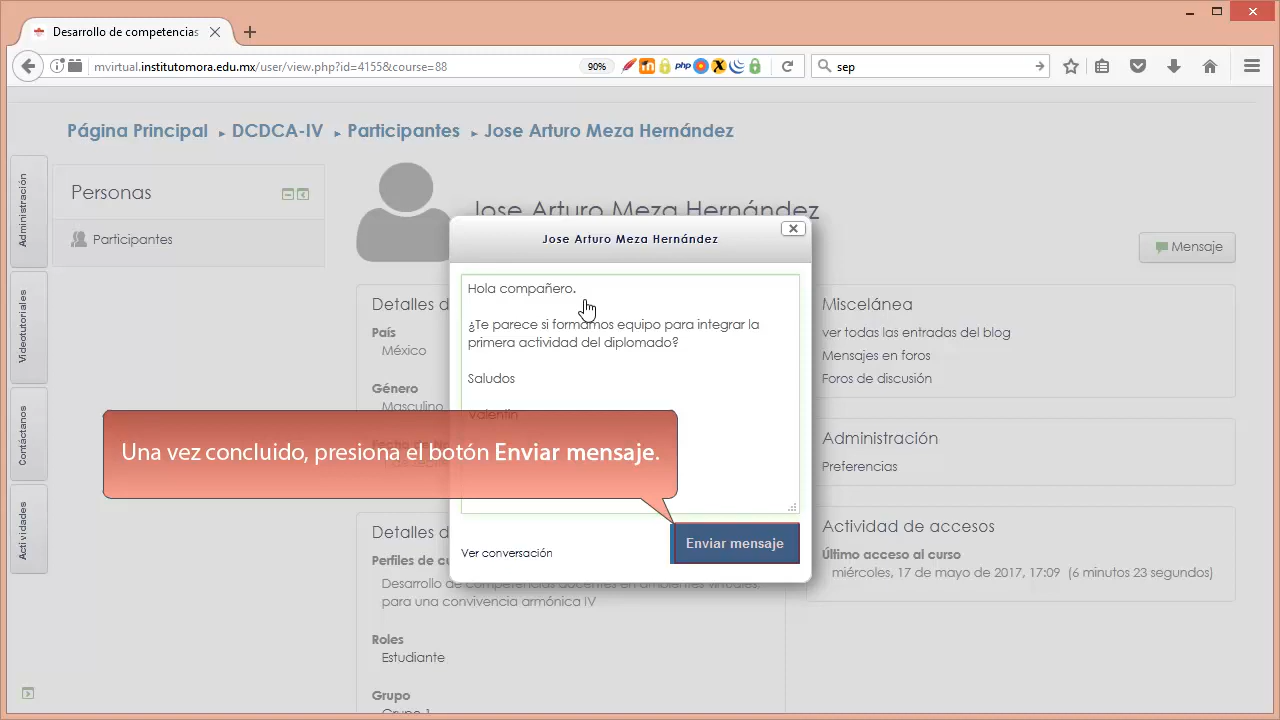 Desarrollo de competencias
mvirtual.institutomora.edu.mx/user/view.php?id=4155&course=88
90%
php
sep
Página Principal ▸ DCDCA-IV ▸ Participantes ▸ Jose Arturo Meza Hernández
Administración
Videotutoriales
Contáctanos
Actividades
Personas
Participantes
Jose Arturo Meza Hernández
Mensaje
Jose Arturo Meza Hernández
Hola compañero.
¿Te parece si formamos equipo para integrar la
primera actividad del diplomado?
Saludos
Valentin
Una vez concluido, presiona el botón Enviar mensaje.
Ver conversación
Enviar mensaje
Detalles d
País
México
Género
Masculino
Detalles d
Perfiles de cu
Desarrollo de competencias docentes en ambientes virtuales,
para una convivencia armónica IV
Roles
Estudiante
Grupo
Grupo 1
Miscelánea
ver todas las entradas del blog
Mensajes en foros
Foros de discusión
Administración
Preferencias
Actividad de accesos
Último acceso al curso
miércoles, 17 de mayo de 2017, 17:09 (6 minutos 23 segundos)